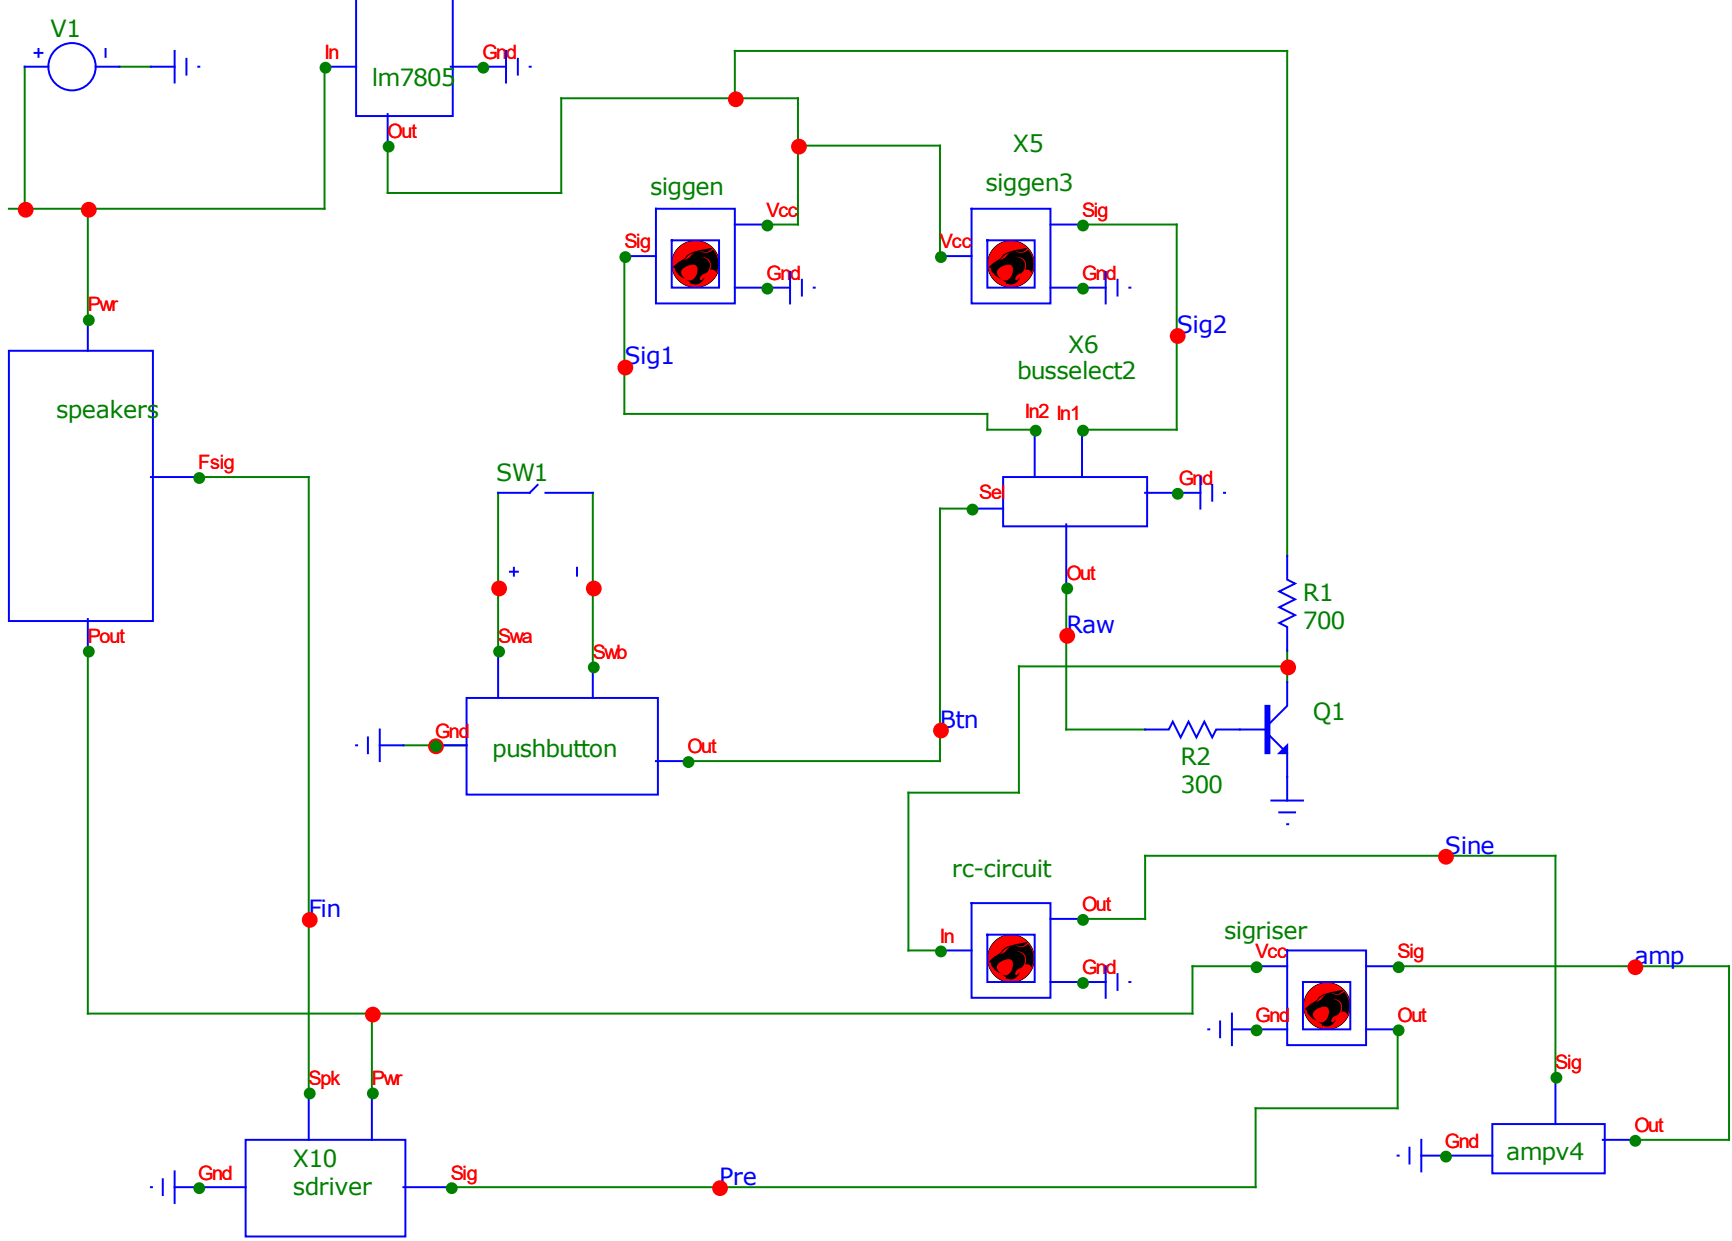 V1
+
In
lm7805
Gnd
Out
X5
siggen
siggen3
Vcc
Sig
Sig
Vcc
Gnd
Gnd
Sig2
Sig1
X6
busselect2
Pwr
speakers
In2
In1
Fsig
SW1
Gnd
Sel
+
Out
R1
700
Raw
Pout
Swa
Swb
Btn
Q1
Gnd
pushbutton
Out
R2
300
Sine
rc-circuit
Out
Fin
sigriser
In
Vcc
Sig
amp
Gnd
Gnd
Out
Spk
Pwr
Sig
Out
X10
sdriver
Gnd
Sig
Pre
Gnd
ampv4